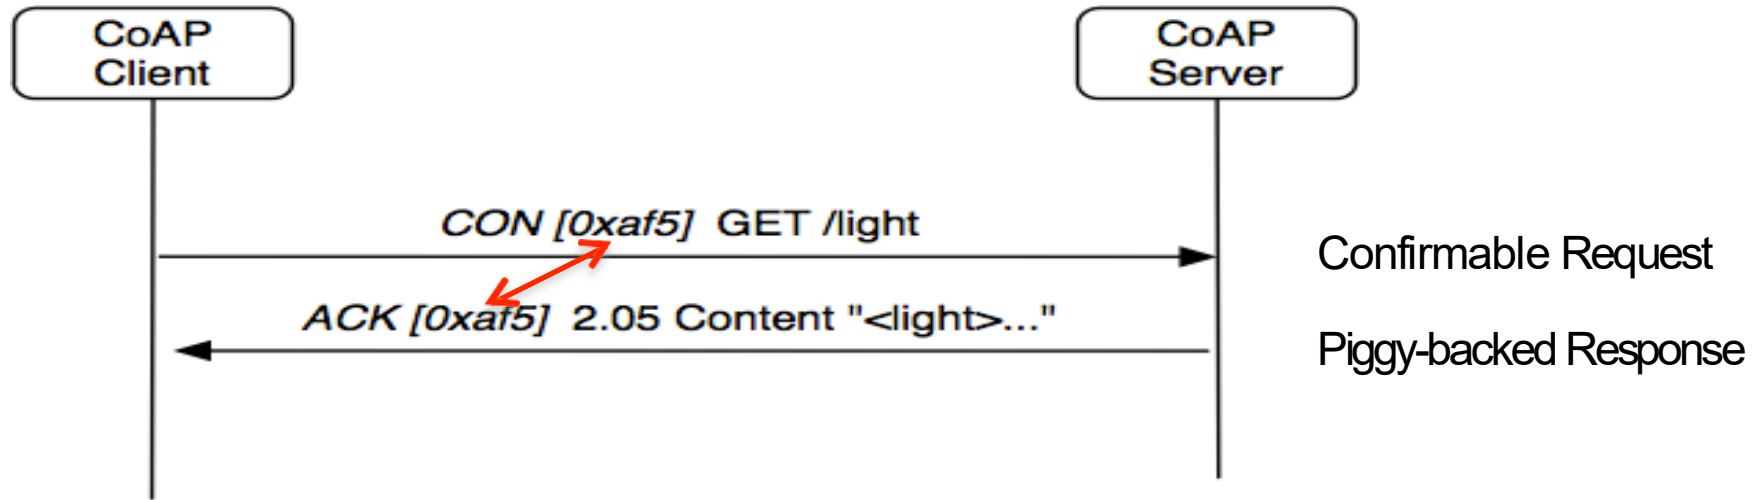 CoAP
Client
CoAP
Server
CON [0xaf5] GET /light
Confirmable Request
ACK [0xaf5] 2.05 Content "<light>..."
Piggy-backed Response